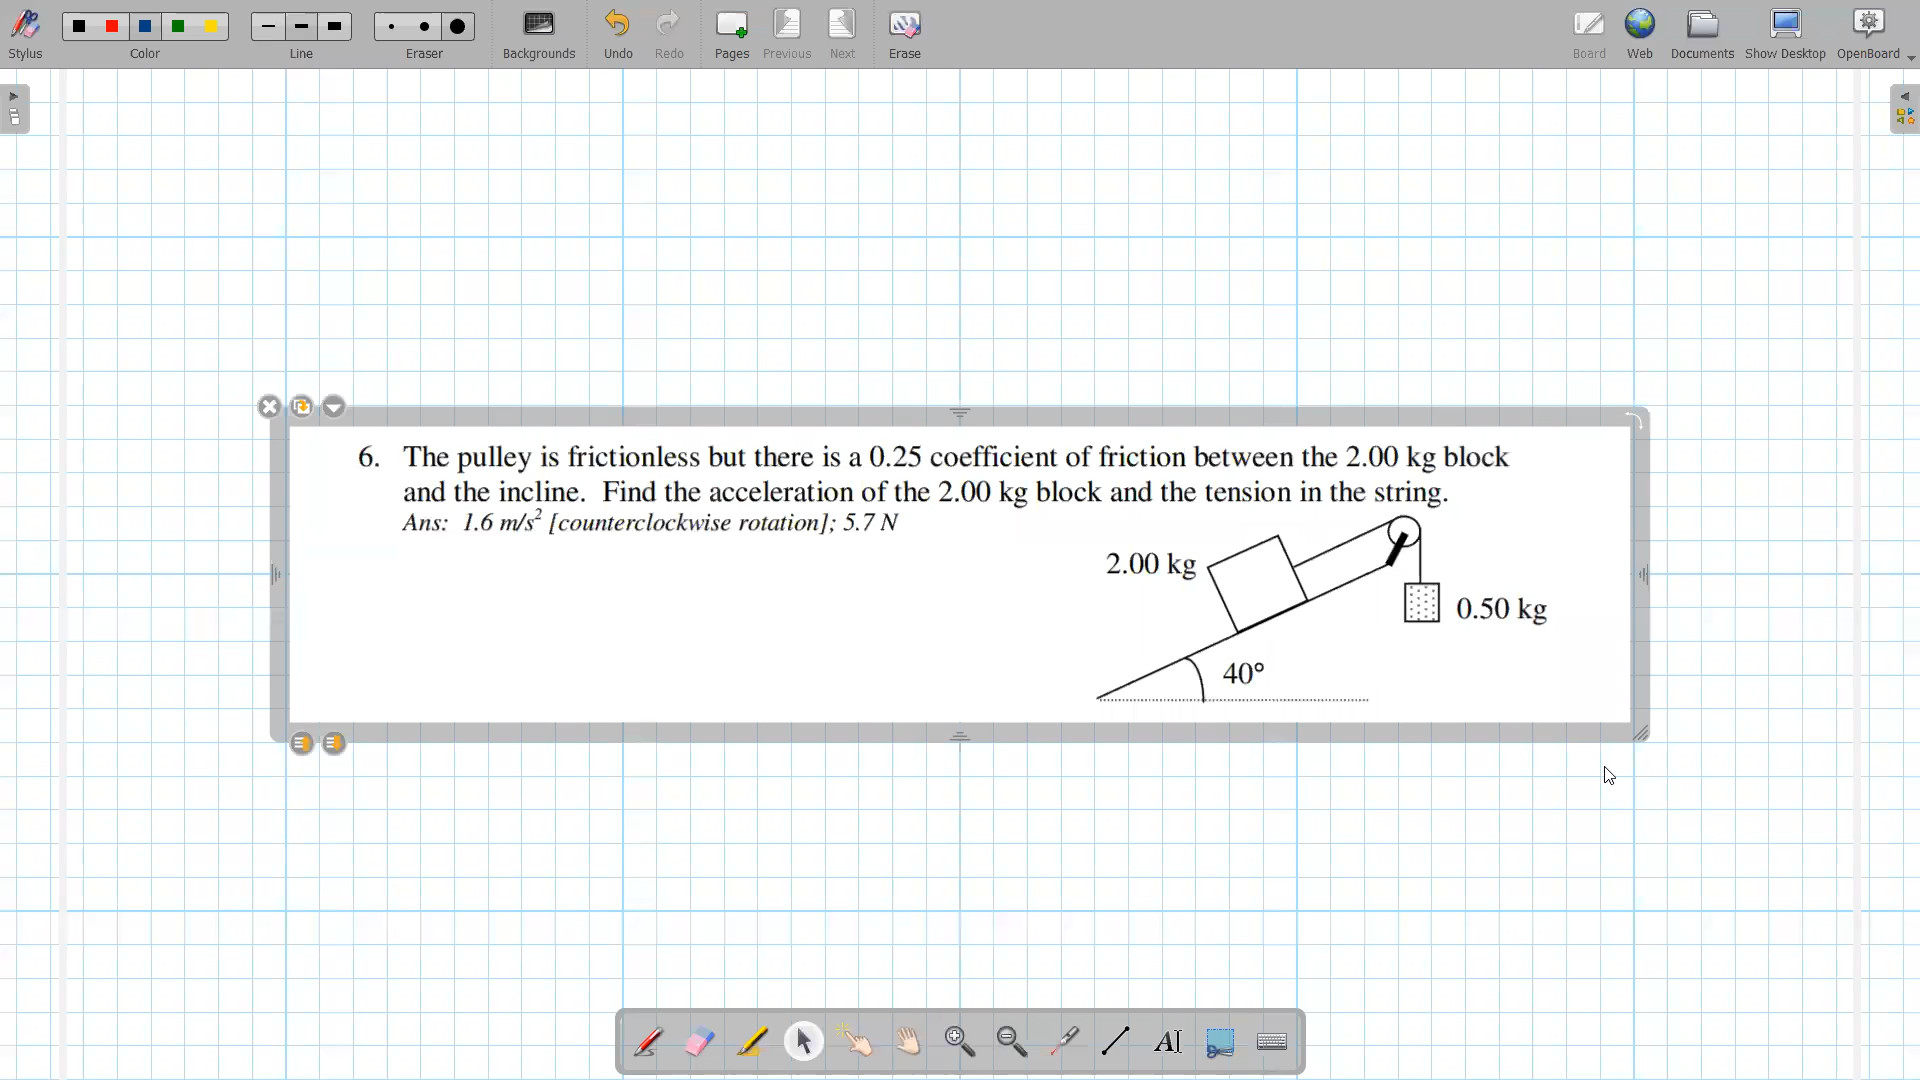 Stylus
Color
Line
Eraser
Backgrounds
Undo
Redo
Pages
Previous
Next
Erase
Board
Web
Documents
Show Desktop
OpenBoard
6. The pulley is frictionless but there is a 0.25 coefficient of friction between the 2.00 kg block
and the incline. Find the acceleration of the 2.00 kg block and the tension in the string.
Ans: 1.6 m/s² [counterclockwise rotation]; 5.7 N
2.00 kg
0.50 kg
40°